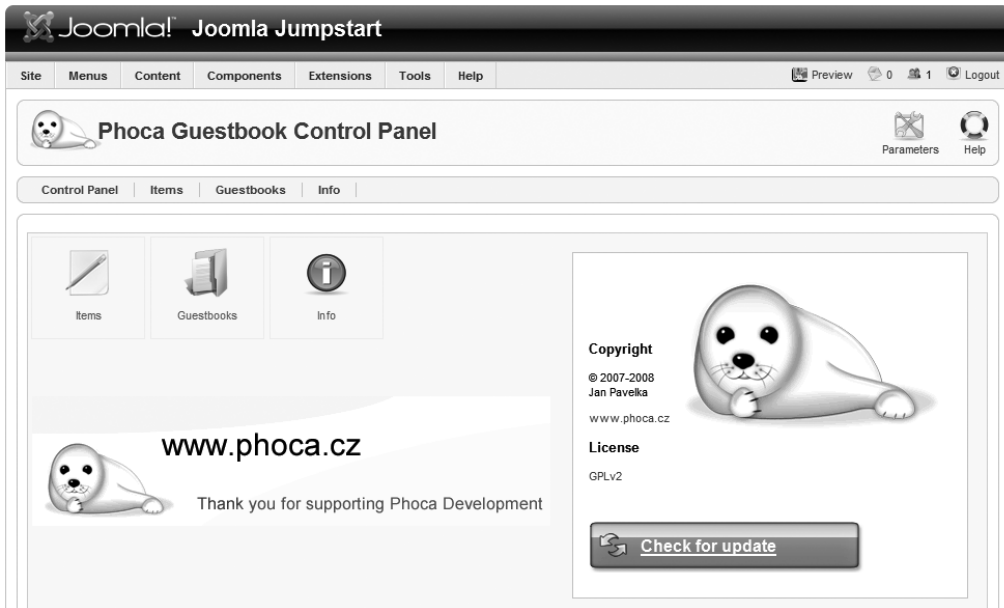 Joomla!™ Joomla Jumpstart
Site Menus Content Components Extensions Tools Help Preview 0 1 Logout
Phoca Guestbook Control Panel
Parameters Help
Control Panel Items Guestbooks Info
Items Guestbooks Info
Copyright
© 2007-2008
Jan Pavelka
www.phoca.cz
License
GPLv2
www.phoca.cz
Thank you for supporting Phoca Development
Check for update